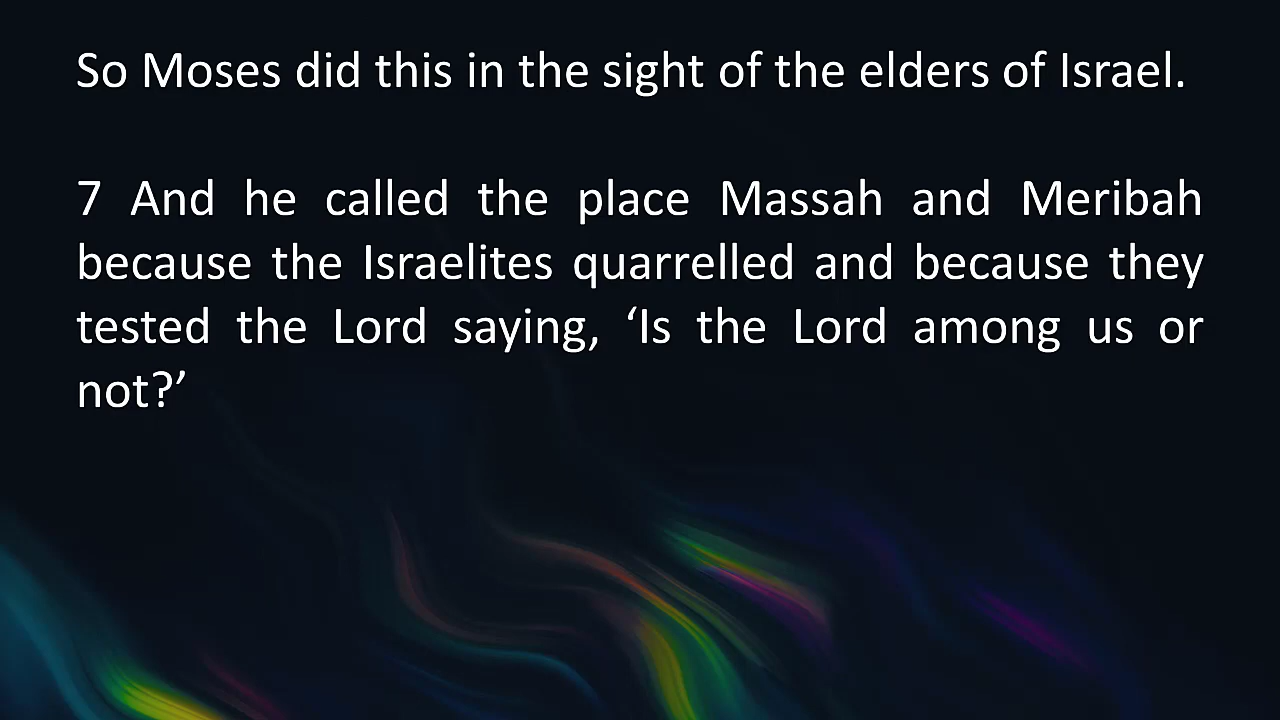 So Moses did this in the sight of the elders of Israel.
7 And he called the place Massah and Meribah
because the Israelites quarrelled and because they
tested the Lord saying, ‘Is the Lord among us or
not?’